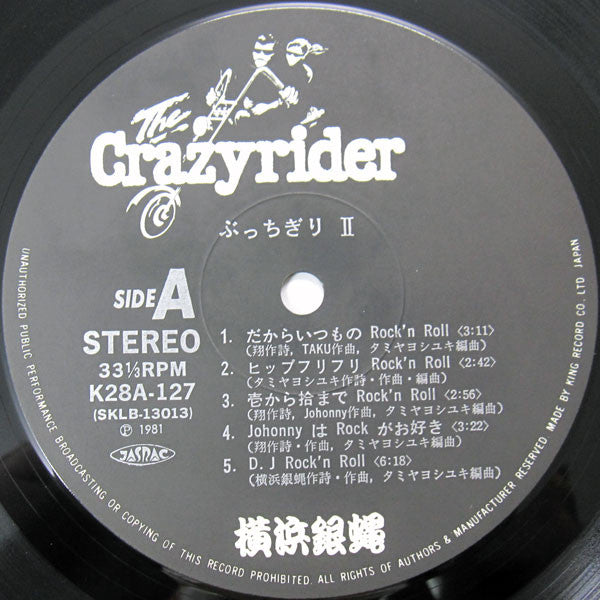 The
Crazyrider
ぶっちぎり Ⅱ
SIDE A
STEREO
33⅓RPM
K28A-127
(SKLB-13013)
Ⓟ 1981
JASRAC
1. だからいつもの Rock'n Roll 〈3:11〉
(翔作詩, TAKU作曲, タミヤヨシユキ編曲)
2. ヒップフリフリ Rock'n Roll 〈2:42〉
(タミヤヨシユキ作詩・作曲・編曲)
3. 壱から拾まで Rock'n Roll 〈2:56〉
(翔作詩, Johonny作曲, タミヤヨシユキ編曲)
4. Johonny は Rock がお好き 〈3:22〉
(翔作詩・作曲, タミヤヨシユキ編曲)
5. D.J Rock'n Roll 〈6:18〉
(横浜銀蝿作詩・作曲, タミヤヨシユキ編曲)
横浜銀蝿
UNAUTHORIZED PUBLIC PERFORMANCE BROADCASTING OR COPYING OF THIS RECORD PROHIBITED. ALL RIGHTS OF AUTHORS & MANUFACTURER RESERVED. MADE BY KING RECORD CO. LTD JAPAN